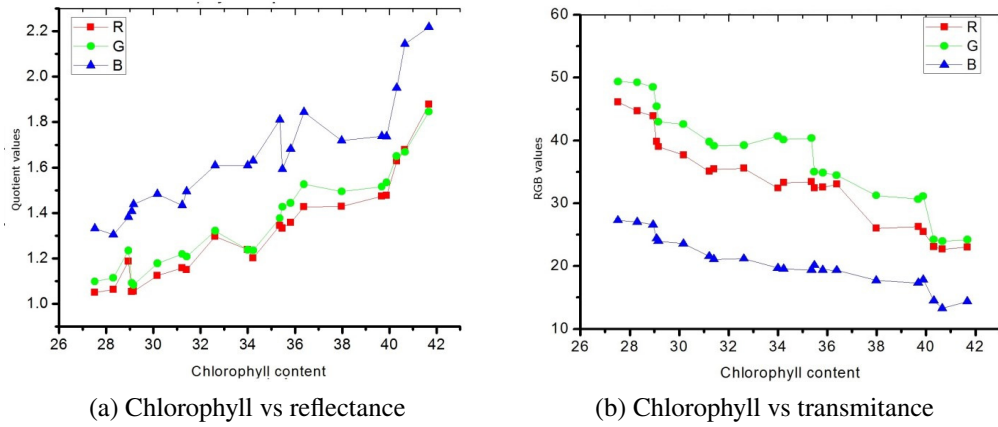 2.2
2.0
1.8
1.6
1.4
1.2
1.0
Quotient values
R
G
B
26 28 30 32 34 36 38 40 42
Chlorophyll content
(a) Chlorophyll vs reflectance
60
50
40
30
20
10
RGB values
R
G
B
26 28 30 32 34 36 38 40 42
Chlorophyll content
(b) Chlorophyll vs transmitance